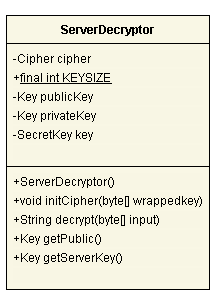 ServerDecryptor
-Cipher cipher
+final int KEYSIZE
-Key publicKey
-Key privateKey
-SecretKey key
+ServerDecryptor()
+void initCipher(byte[] wrappedkey)
+String decrypt(byte[] input)
+Key getPublic()
+Key getServerKey()